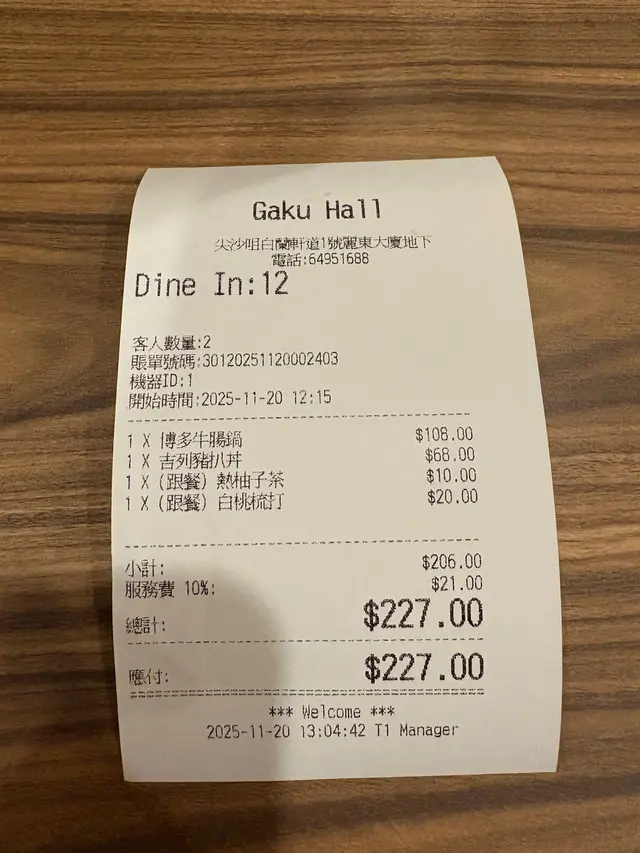 Gaku Hall
尖沙咀白蘭軒道1號麗東大廈地下
電話:64951688
Dine In:12
客人數量:2
賬單號碼:30120251120002403
機器ID:1
開始時間:2025-11-20 12:15
1 X 博多牛腸鍋 $108.00
1 X 吉列豬扒丼 $68.00
1 X (跟餐) 熱柚子茶 $10.00
1 X (跟餐) 白桃梳打 $20.00
小計: $206.00
服務費 10%: $21.00
總計: $227.00
應付: $227.00
*** Welcome ***
2025-11-20 13:04:42 T1 Manager